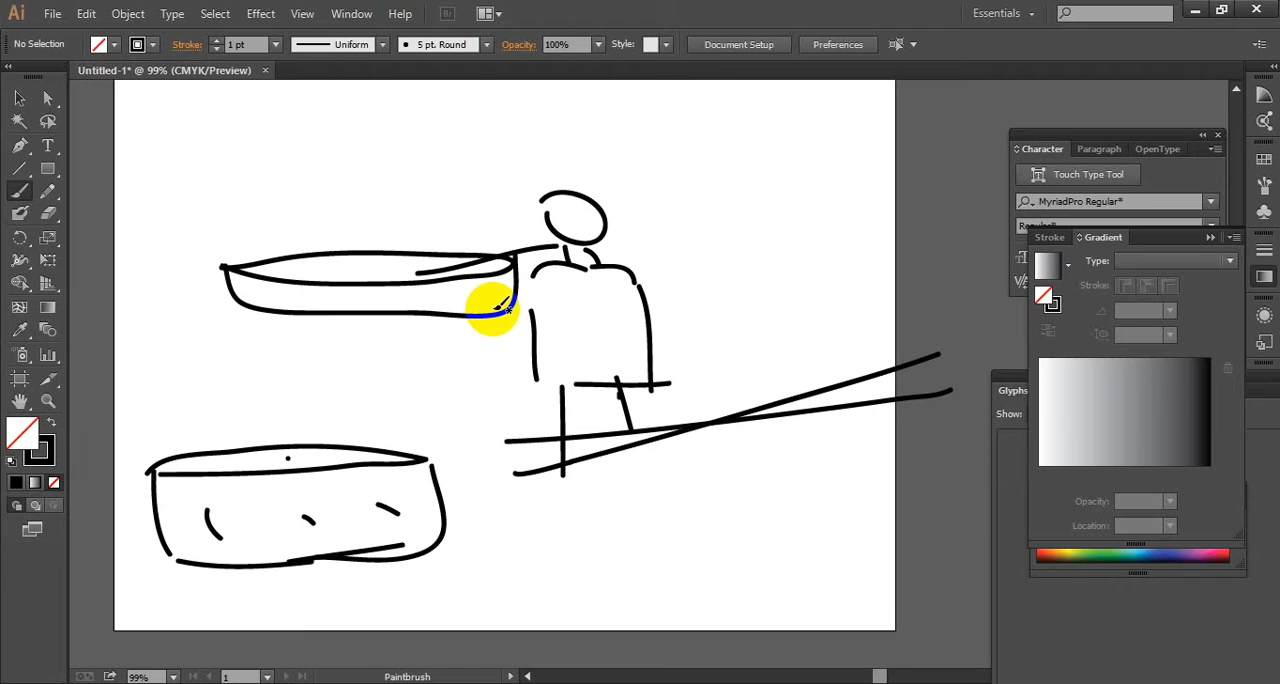 Ai File Edit Object Type Select Effect View Window Help Br Essentials
No Selection Stroke: 1 pt Uniform 5 pt. Round Opacity: 100% Style: Document Setup Preferences
Untitled-1* @ 99% (CMYK/Preview)
Character Paragraph OpenType
Touch Type Tool
MyriadPro Regular*
Regular*
Stroke Gradient
Type:
Stroke:
Glyphs
Show:
Opacity:
Location:
99% 1 Paintbrush